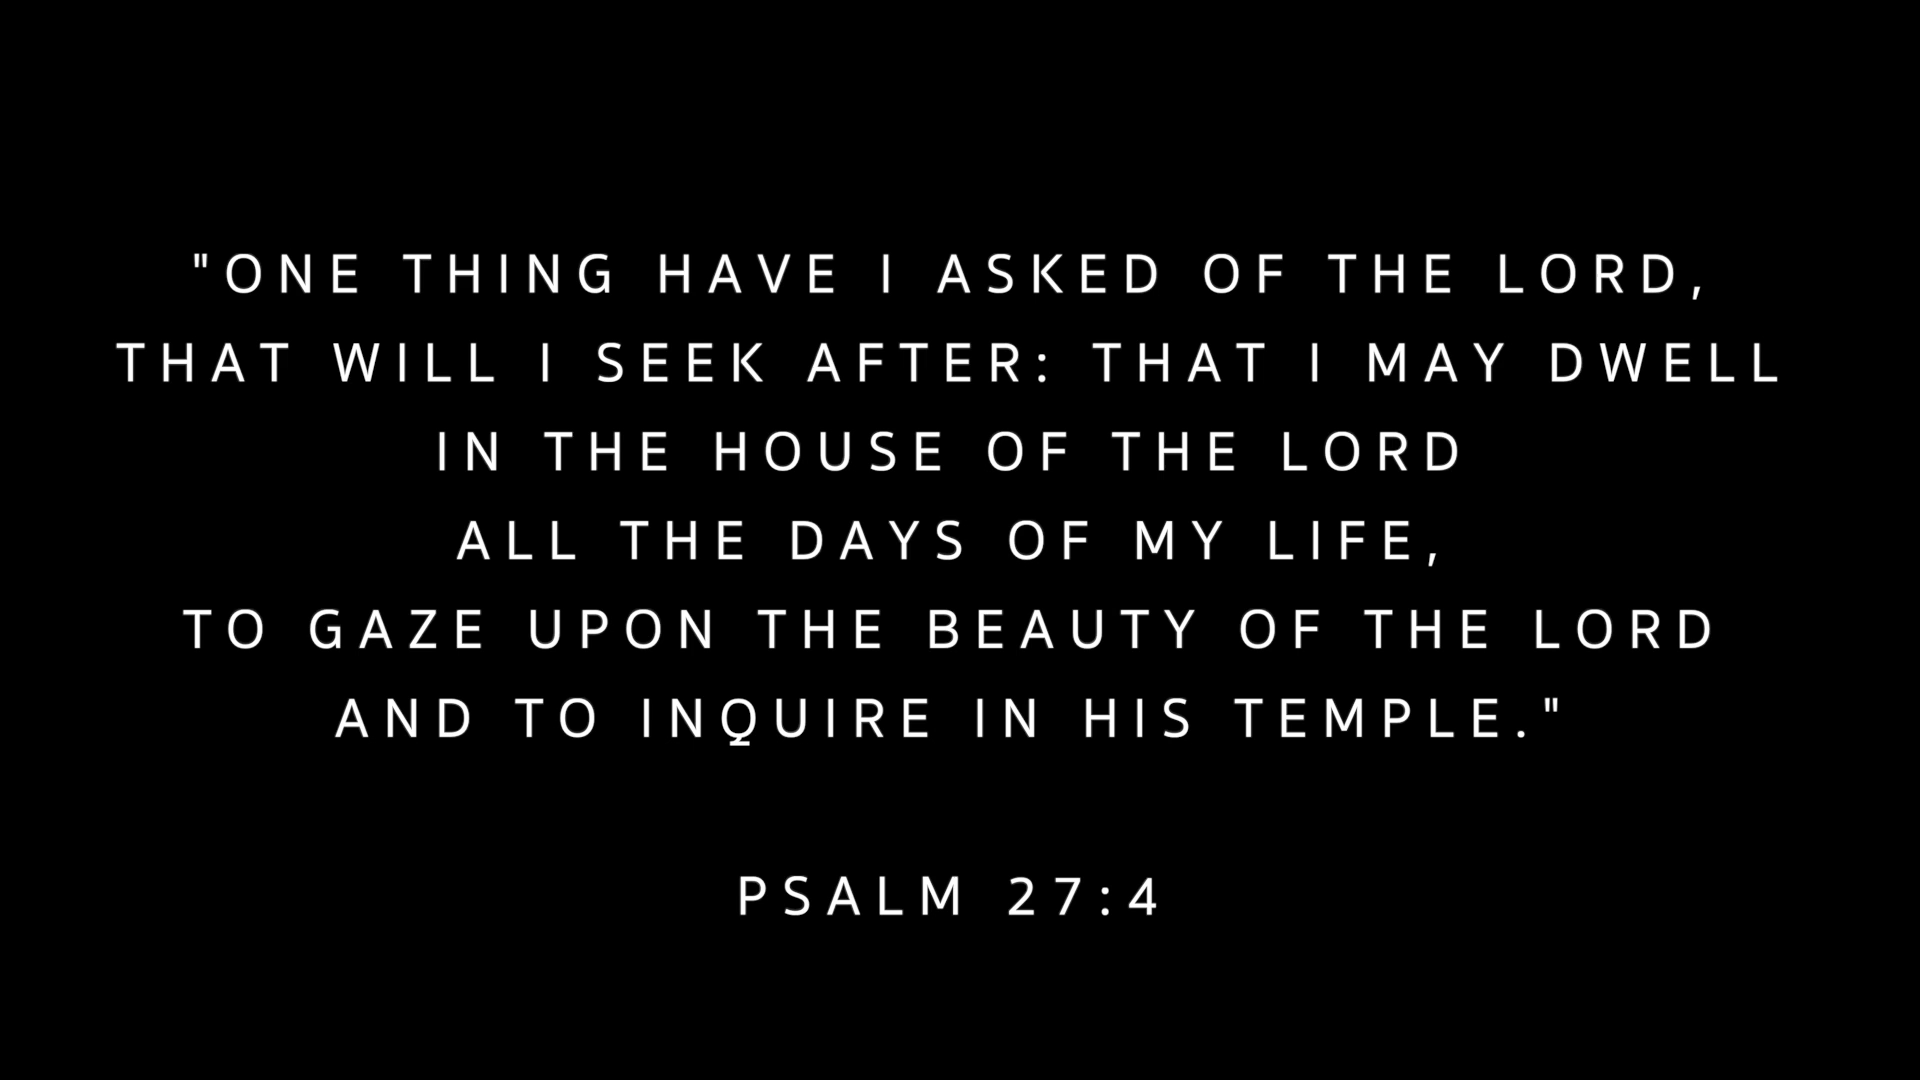 "ONE THING HAVE I ASKED OF THE LORD,
THAT WILL I SEEK AFTER: THAT I MAY DWELL
IN THE HOUSE OF THE LORD
ALL THE DAYS OF MY LIFE,
TO GAZE UPON THE BEAUTY OF THE LORD
AND TO INQUIRE IN HIS TEMPLE."
PSALM 27:4